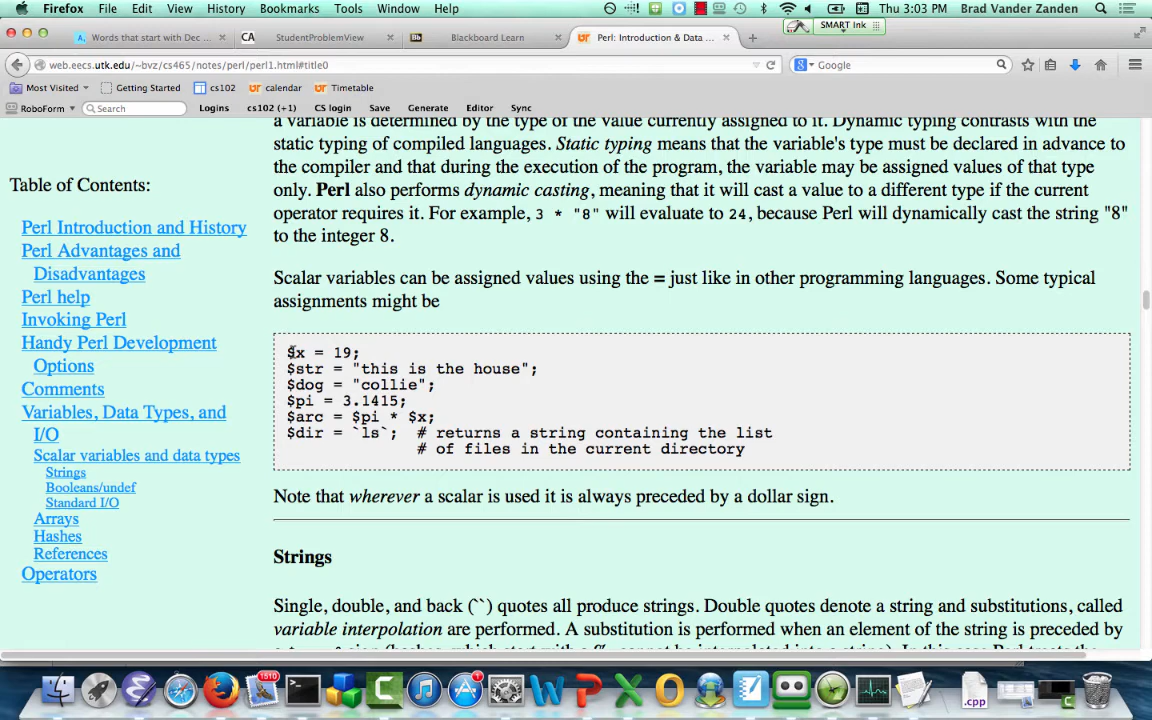 Firefox File Edit View History Bookmarks Tools Window Help Thu 3:03 PM Brad Vander Zanden
SMART Ink
Words that start with Dec ... × CA StudentProblemView × Bb Blackboard Learn × Perl: Introduction & Data ... × +
web.eecs.utk.edu/~bvz/cs465/notes/perl/perl1.html#title0 Google
Most Visited Getting Started cs102 calendar Timetable
RoboForm Search Logins cs102 (+1) CS login Save Generate Editor Sync
Table of Contents:
Perl Introduction and History
Perl Advantages and
Disadvantages
Perl help
Invoking Perl
Handy Perl Development
Options
Comments
Variables, Data Types, and
I/O
Scalar variables and data types
Strings
Booleans/undef
Standard I/O
Arrays
Hashes
References
Operators
a variable is determined by the type of the value currently assigned to it. Dynamic typing contrasts with the
static typing of compiled languages. Static typing means that the variable's type must be declared in advance to
the compiler and that during the execution of the program, the variable may be assigned values of that type
only. Perl also performs dynamic casting, meaning that it will cast a value to a different type if the current
operator requires it. For example, 3 * "8" will evaluate to 24, because Perl will dynamically cast the string "8"
to the integer 8.
Scalar variables can be assigned values using the = just like in other programming languages. Some typical
assignments might be
$x = 19;
$str = "this is the house";
$dog = "collie";
$pi = 3.1415;
$arc = $pi * $x;
$dir = `ls`; # returns a string containing the list
# of files in the current directory
Note that wherever a scalar is used it is always preceded by a dollar sign.
Strings
Single, double, and back (``) quotes all produce strings. Double quotes denote a string and substitutions, called
variable interpolation are performed. A substitution is performed when an element of the string is preceded by
1510
1
.cpp